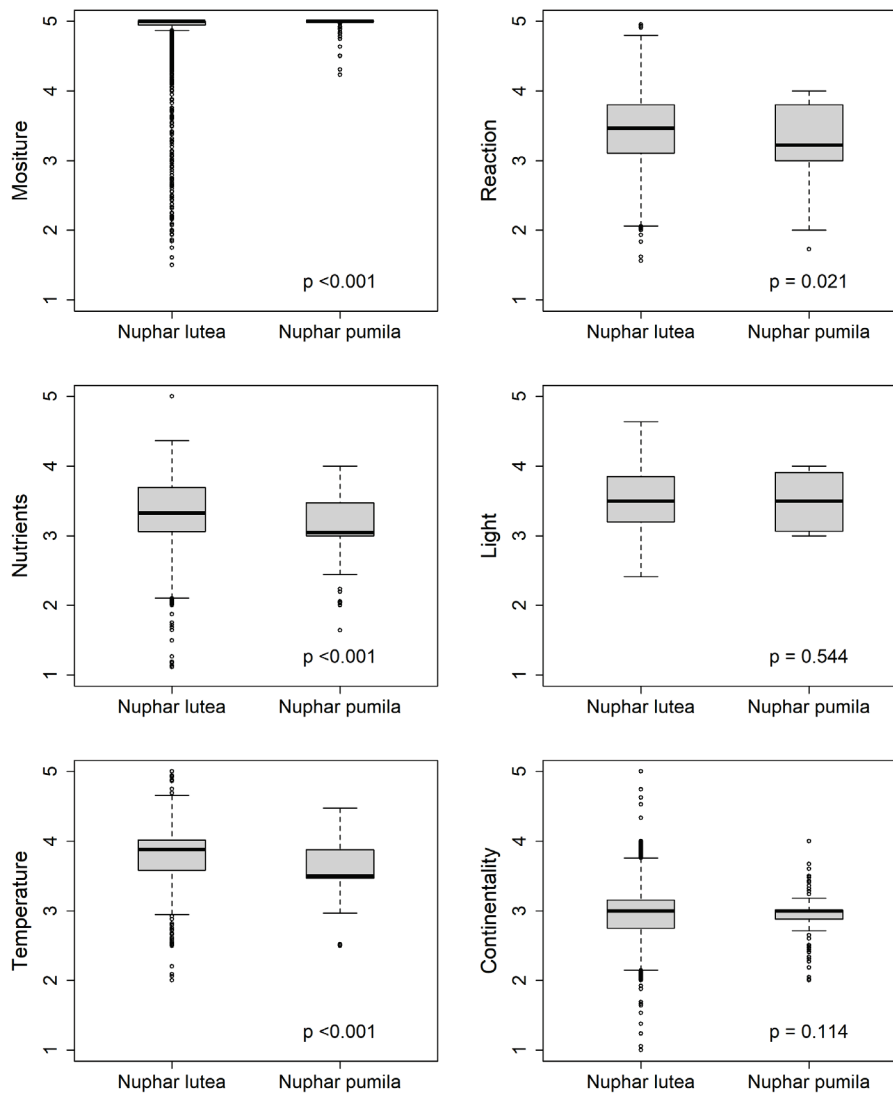 Mositure
5
4
3
2
1
p <0.001
Nuphar lutea Nuphar pumila
Reaction
5
4
3
2
1
p = 0.021
Nuphar lutea Nuphar pumila
Nutrients
5
4
3
2
1
p <0.001
Nuphar lutea Nuphar pumila
Light
5
4
3
2
1
p = 0.544
Nuphar lutea Nuphar pumila
Temperature
5
4
3
2
1
p <0.001
Nuphar lutea Nuphar pumila
Continentality
5
4
3
2
1
p = 0.114
Nuphar lutea Nuphar pumila